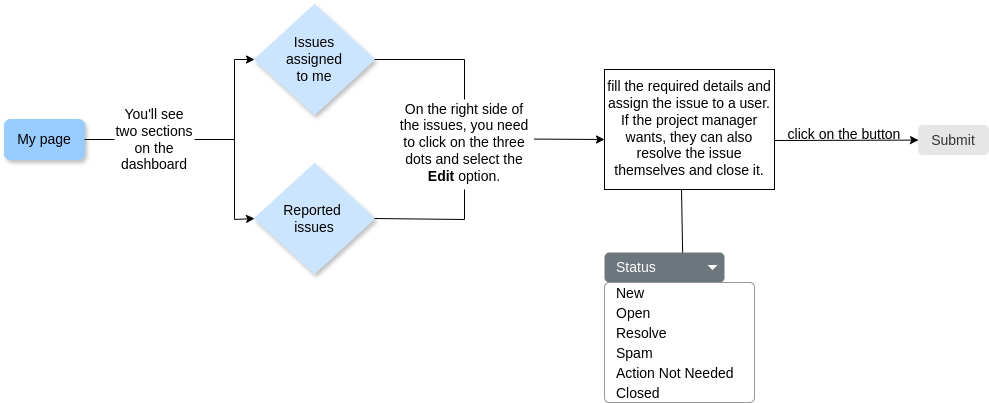 My page
You'll see
two sections
on the
dashboard
Issues
assigned
to me
Reported
issues
On the right side of
the issues, you need
to click on the three
dots and select the
Edit option.
fill the required details and
assign the issue to a user.
If the project manager
wants, they can also
resolve the issue
themselves and close it.
click on the button
Submit
Status
New
Open
Resolve
Spam
Action Not Needed
Closed